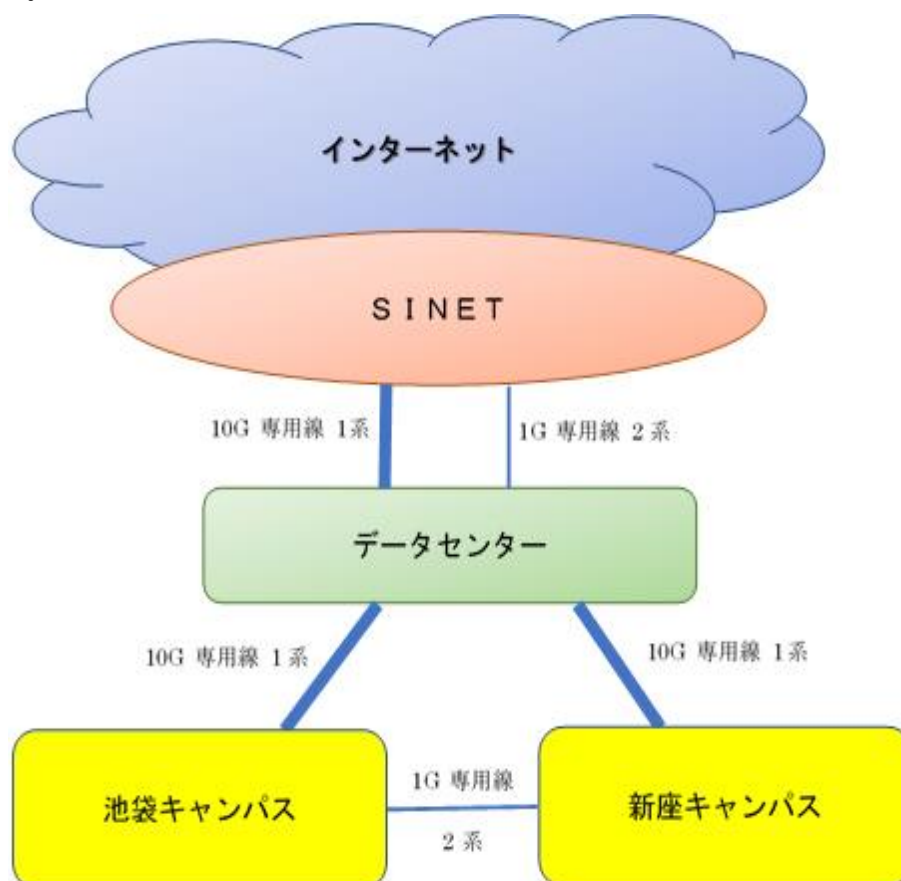 インターネット
ＳＩＮＥＴ
10G 専用線 1系
1G 専用線 2系
データセンター
10G 専用線 1系
10G 専用線 1系
池袋キャンパス
1G 専用線
2系
新座キャンパス